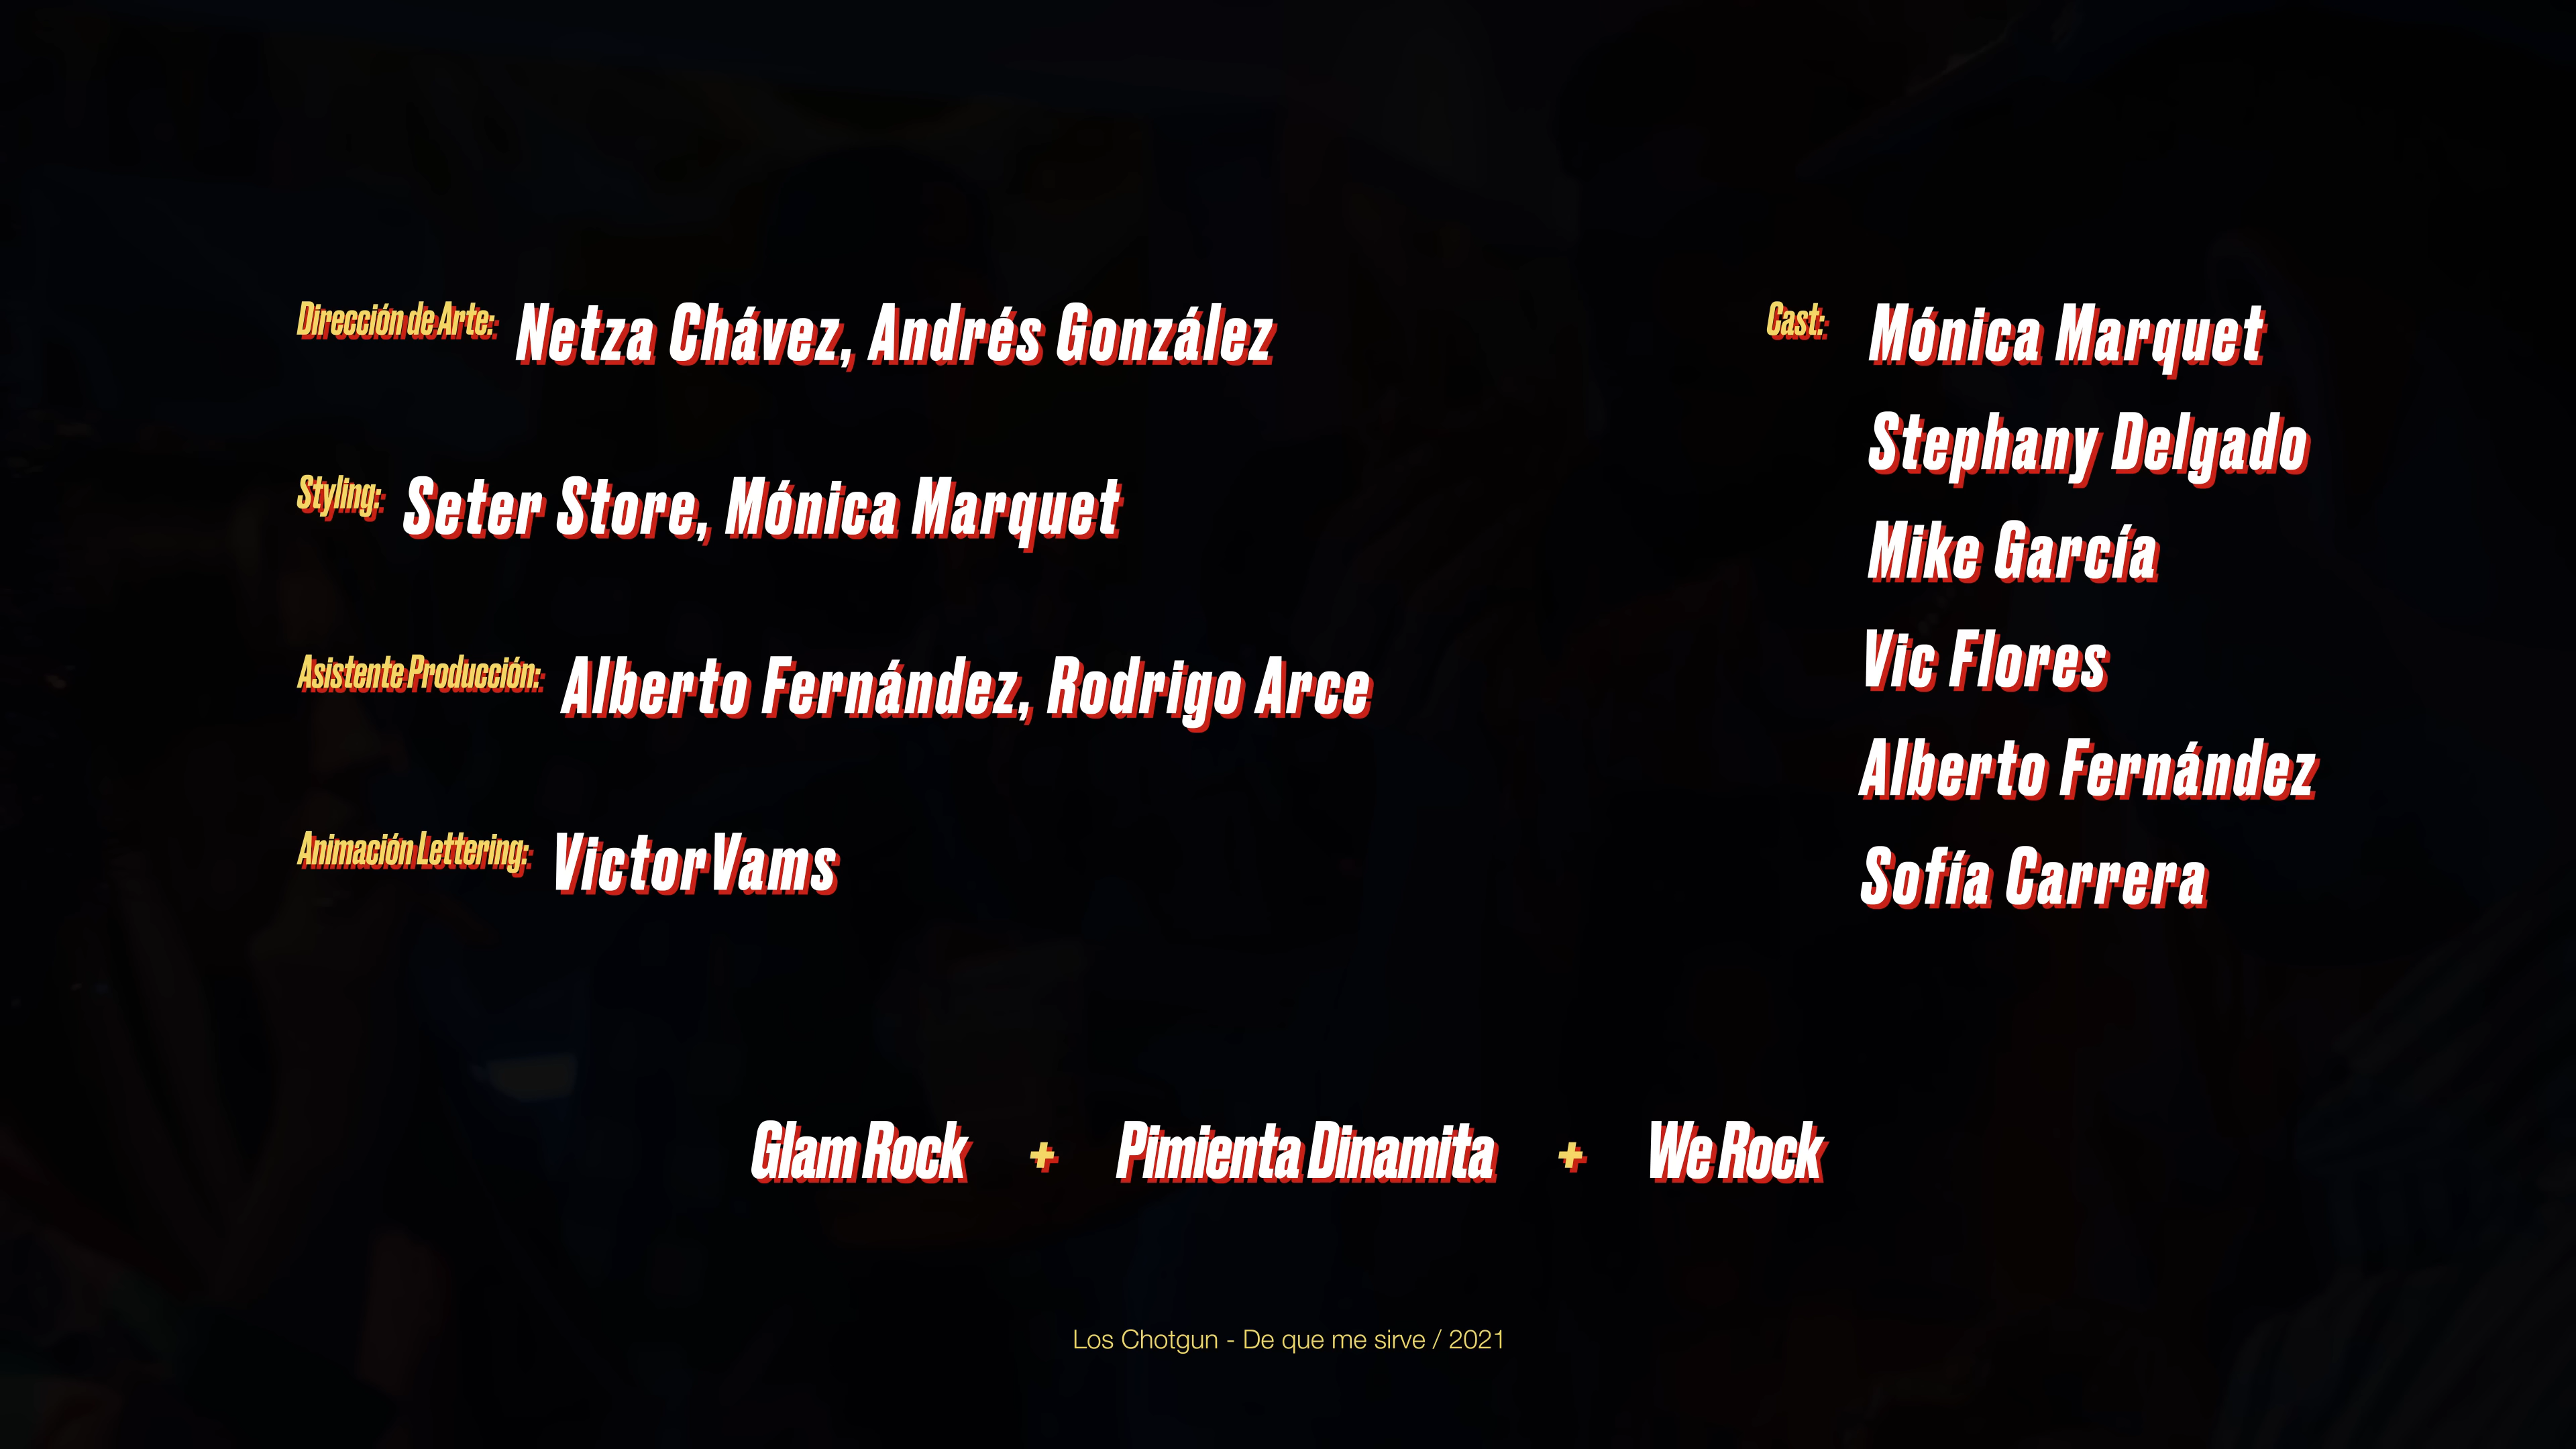 Dirección de Arte: Netza Chávez, Andrés González
Styling: Seter Store, Mónica Marquet
Asistente Producción: Alberto Fernández, Rodrigo Arce
Animación Lettering: VictorVams
Cast: Mónica Marquet
Stephany Delgado
Mike García
Vic Flores
Alberto Fernández
Sofía Carrera
Glam Rock + Pimienta Dinamita + We Rock
Los Chotgun - De que me sirve / 2021